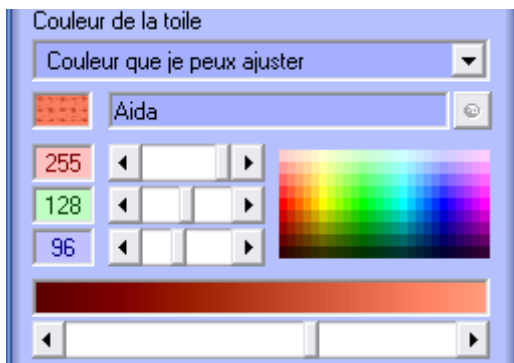 Couleur de la toile
Couleur que je peux ajuster
Aida
255
128
96